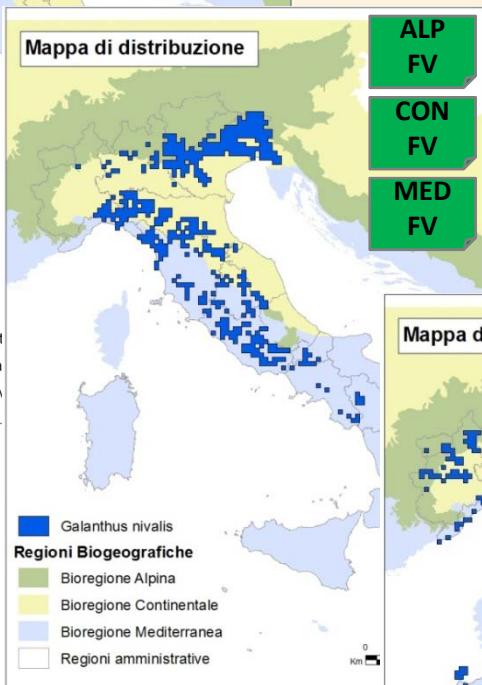 Mappa di distribuzione
ALP
FV
CON
FV
MED
FV
Mappa d
Galanthus nivalis
Regioni Biogeografiche
Bioregione Alpina
Bioregione Continentale
Bioregione Mediterranea
Regioni amministrative
0
Km